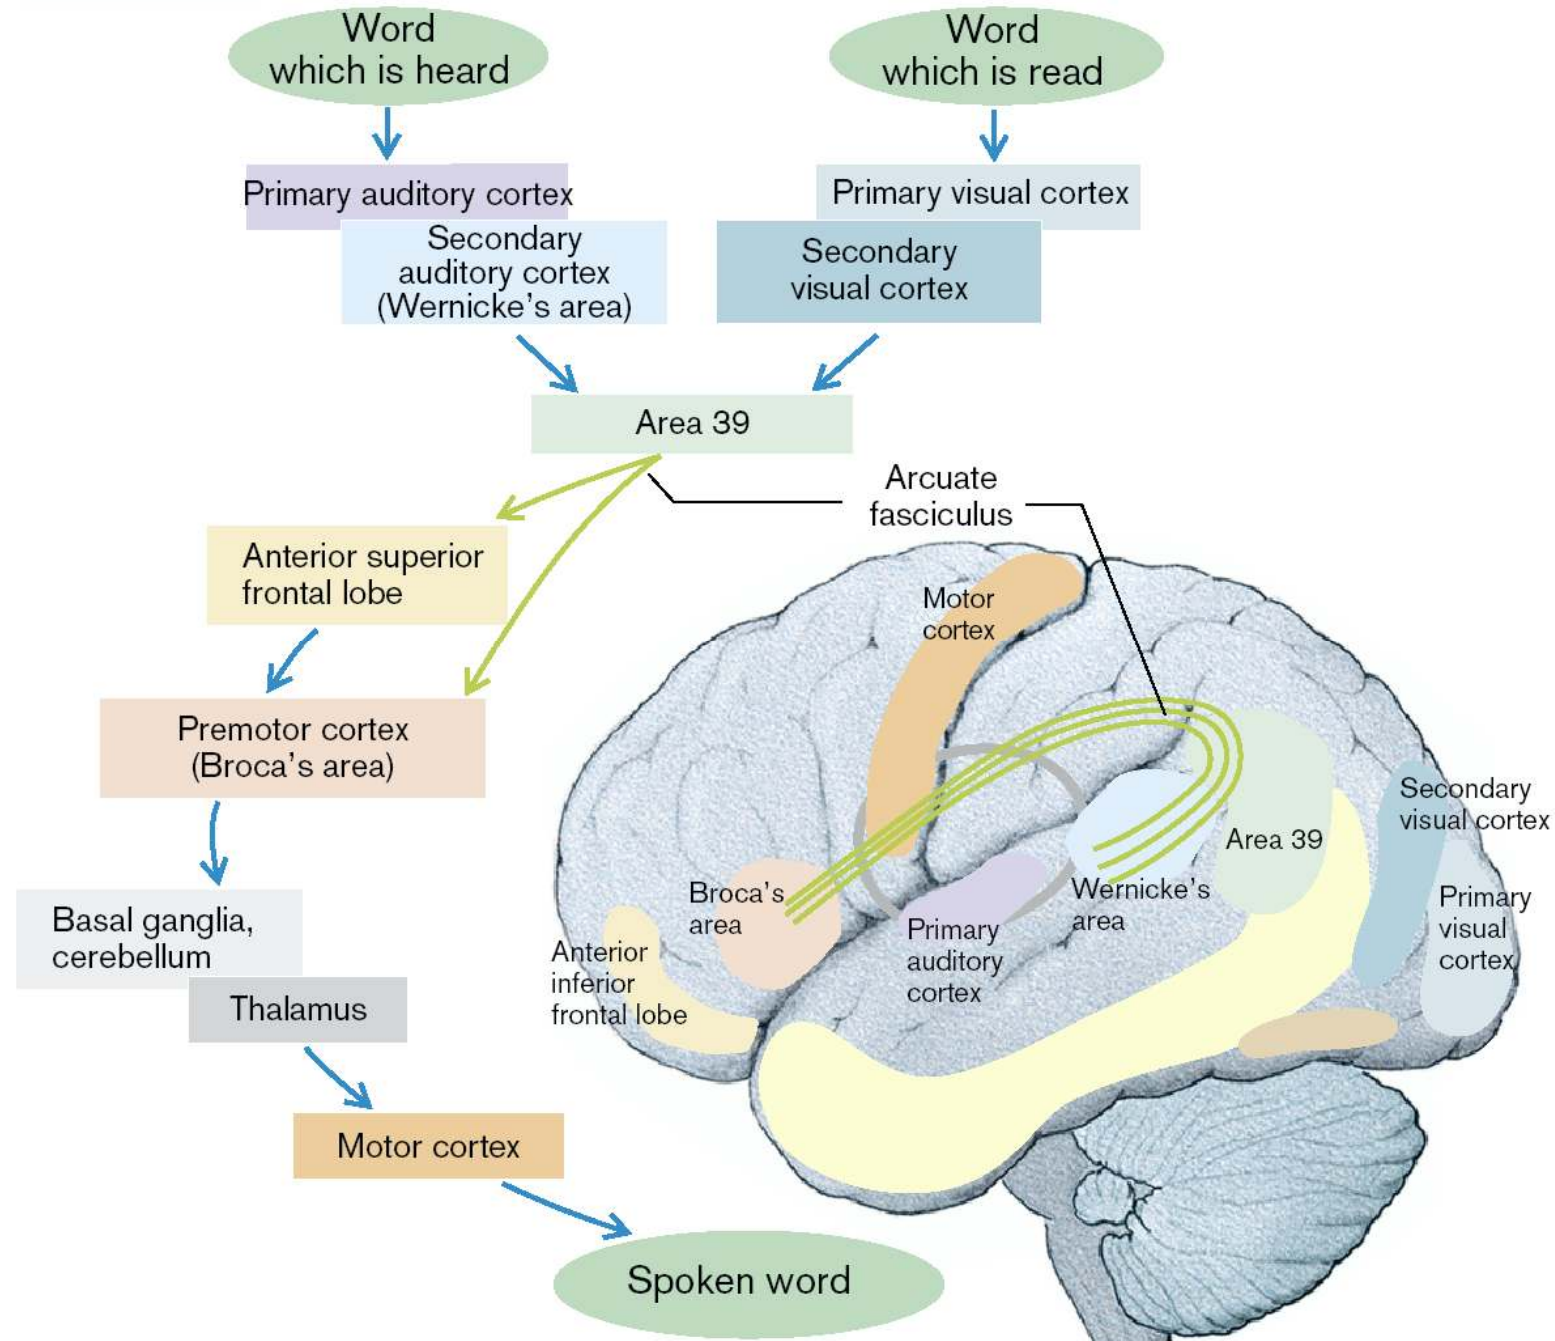 Word
which is heard
Word
which is read
Primary auditory cortex
Primary visual cortex
Secondary
auditory cortex
(Wernicke's area)
Secondary
visual cortex
Area 39
Arcuate
fasciculus
Anterior superior
frontal lobe
Premotor cortex
(Broca's area)
Basal ganglia,
cerebellum
Thalamus
Motor cortex
Spoken word
Motor
cortex
Secondary
visual cortex
Area 39
Broca's
area
Wernicke's
area
Primary
visual
cortex
Primary
auditory
cortex
Anterior
inferior
frontal lobe